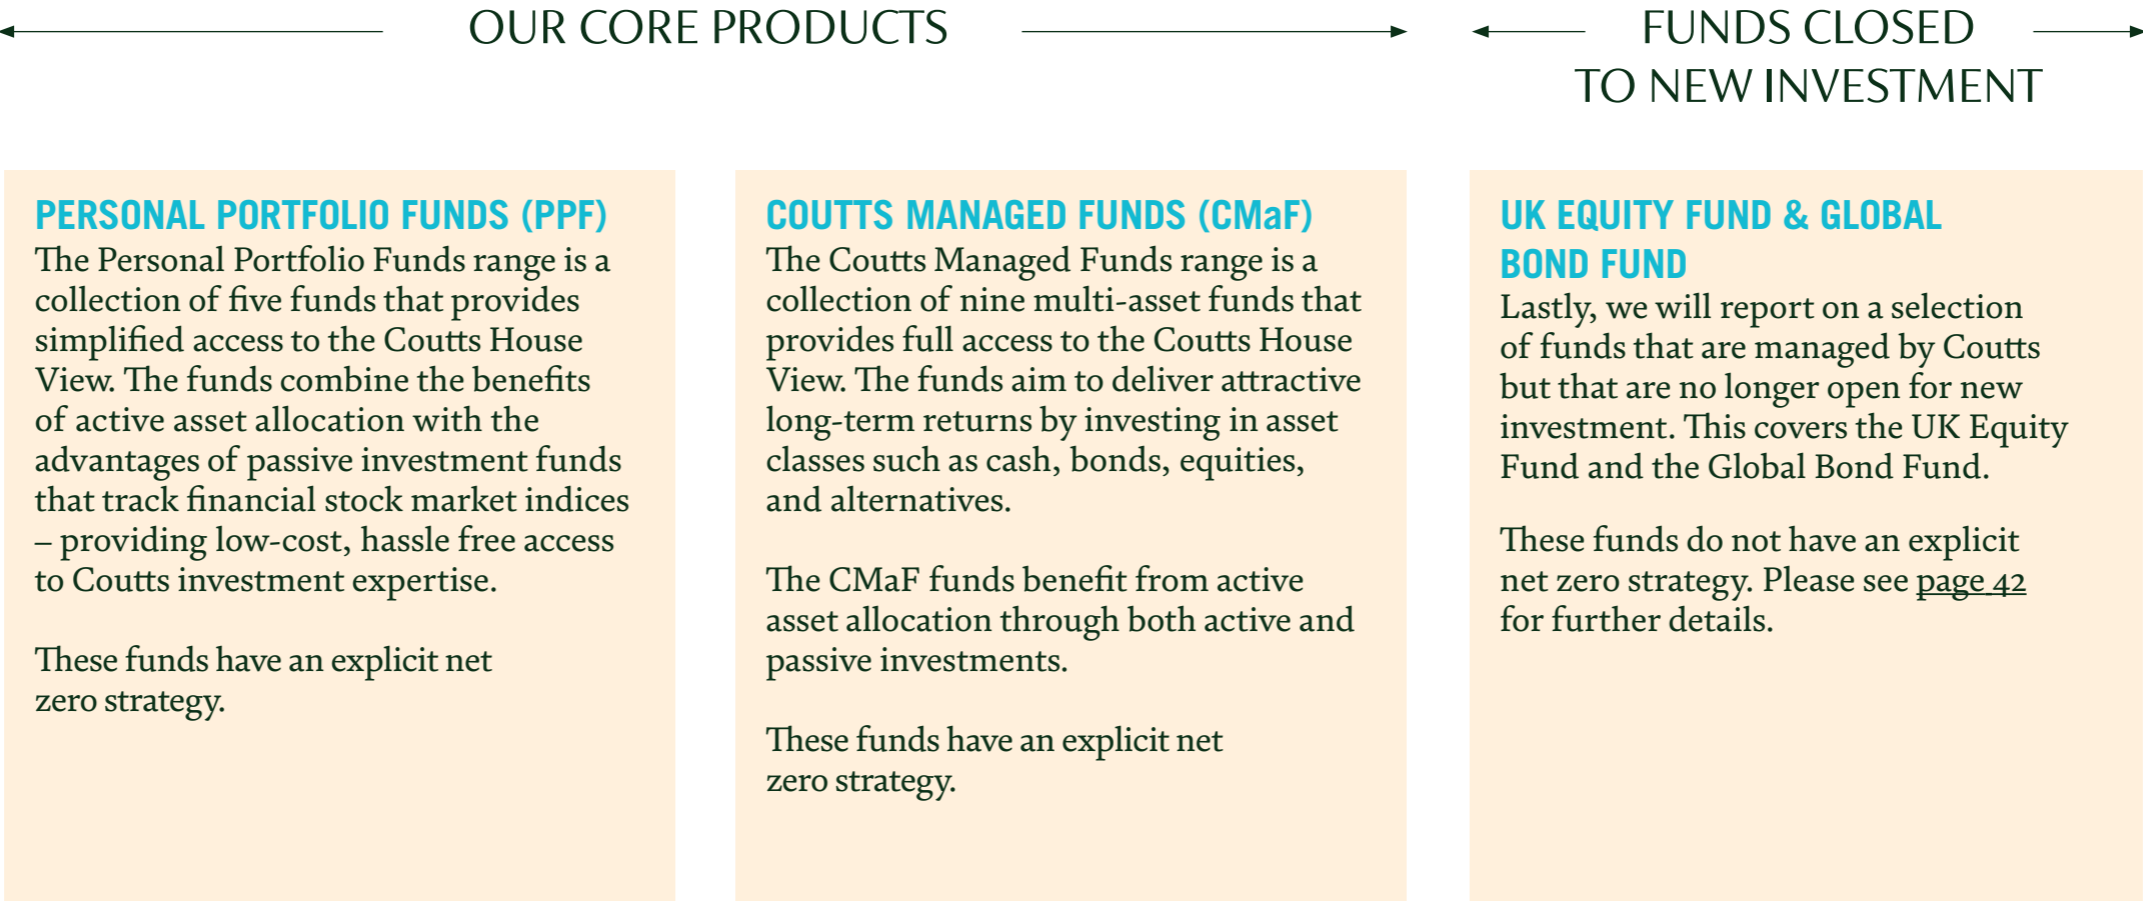 OUR CORE PRODUCTS
FUNDS CLOSED
TO NEW INVESTMENT
PERSONAL PORTFOLIO FUNDS (PPF)
The Personal Portfolio Funds range is a
collection of five funds that provides
simplified access to the Coutts House
View. The funds combine the benefits
of active asset allocation with the
advantages of passive investment funds
that track financial stock market indices
– providing low-cost, hassle free access
to Coutts investment expertise.
These funds have an explicit net
zero strategy.
COUTTS MANAGED FUNDS (CMaF)
The Coutts Managed Funds range is a
collection of nine multi-asset funds that
provides full access to the Coutts House
View. The funds aim to deliver attractive
long-term returns by investing in asset
classes such as cash, bonds, equities,
and alternatives.
The CMaF funds benefit from active
asset allocation through both active and
passive investments.
These funds have an explicit net
zero strategy.
UK EQUITY FUND & GLOBAL
BOND FUND
Lastly, we will report on a selection
of funds that are managed by Coutts
but that are no longer open for new
investment. This covers the UK Equity
Fund and the Global Bond Fund.
These funds do not have an explicit
net zero strategy. Please see page 42
for further details.